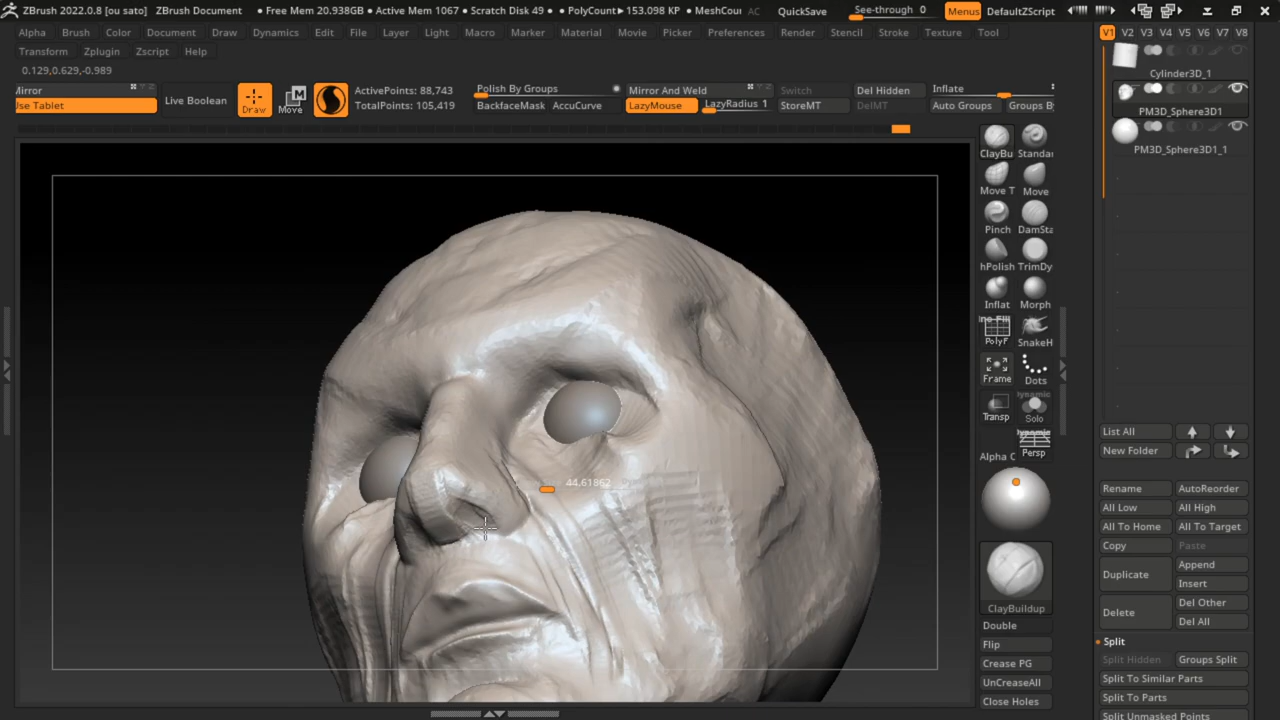 ZBrush 2022.0.8 [ou sato] ZBrush Document ● Free Mem 20.938GB ● Active Mem 1067 ● Scratch Disk 49 ● ● PolyCount► 153.098 KP ● MeshCou AC QuickSave See-through 0 Menus DefaultZScript
Alpha Brush Color Document Draw Dynamics Edit File Layer Light Macro Marker Material Movie Picker Preferences Render Stencil Stroke Texture Tool V1 V2 V3 V4 V5 V6 V7 V8
Transform Zplugin Zscript Help
0.129,0.629,-0.989
Cylinder3D_1
Mirror Live Boolean Draw Move ActivePoints: 88,743 Polish By Groups Mirror And Weld Switch Del Hidden Inflate
Use Tablet TotalPoints: 105,419 BackfaceMask AccuCurve LazyMouse LazyRadius 1 StoreMT DelMT Auto Groups Groups By
PM3D_Sphere3D1
PM3D_Sphere3D1_1
ClayBu Standa
Move T Move
Pinch DamSta
hPolish TrimDy
Inflat Morph
PolyF SnakeH
Frame Dots
Dynamic
Transp Solo
Dynamic
Persp
Alpha O
44.61862
ClayBuildup
Double
Flip
Crease PG
UnCreaseAll
Close Holes
List All
New Folder
Rename AutoReorder
All Low All High
All To Home All To Target
Copy Paste
Duplicate Append
Insert
Delete Del Other
Del All
Split
Split Hidden Groups Split
Split To Similar Parts
Split To Parts
Split Unmasked Points